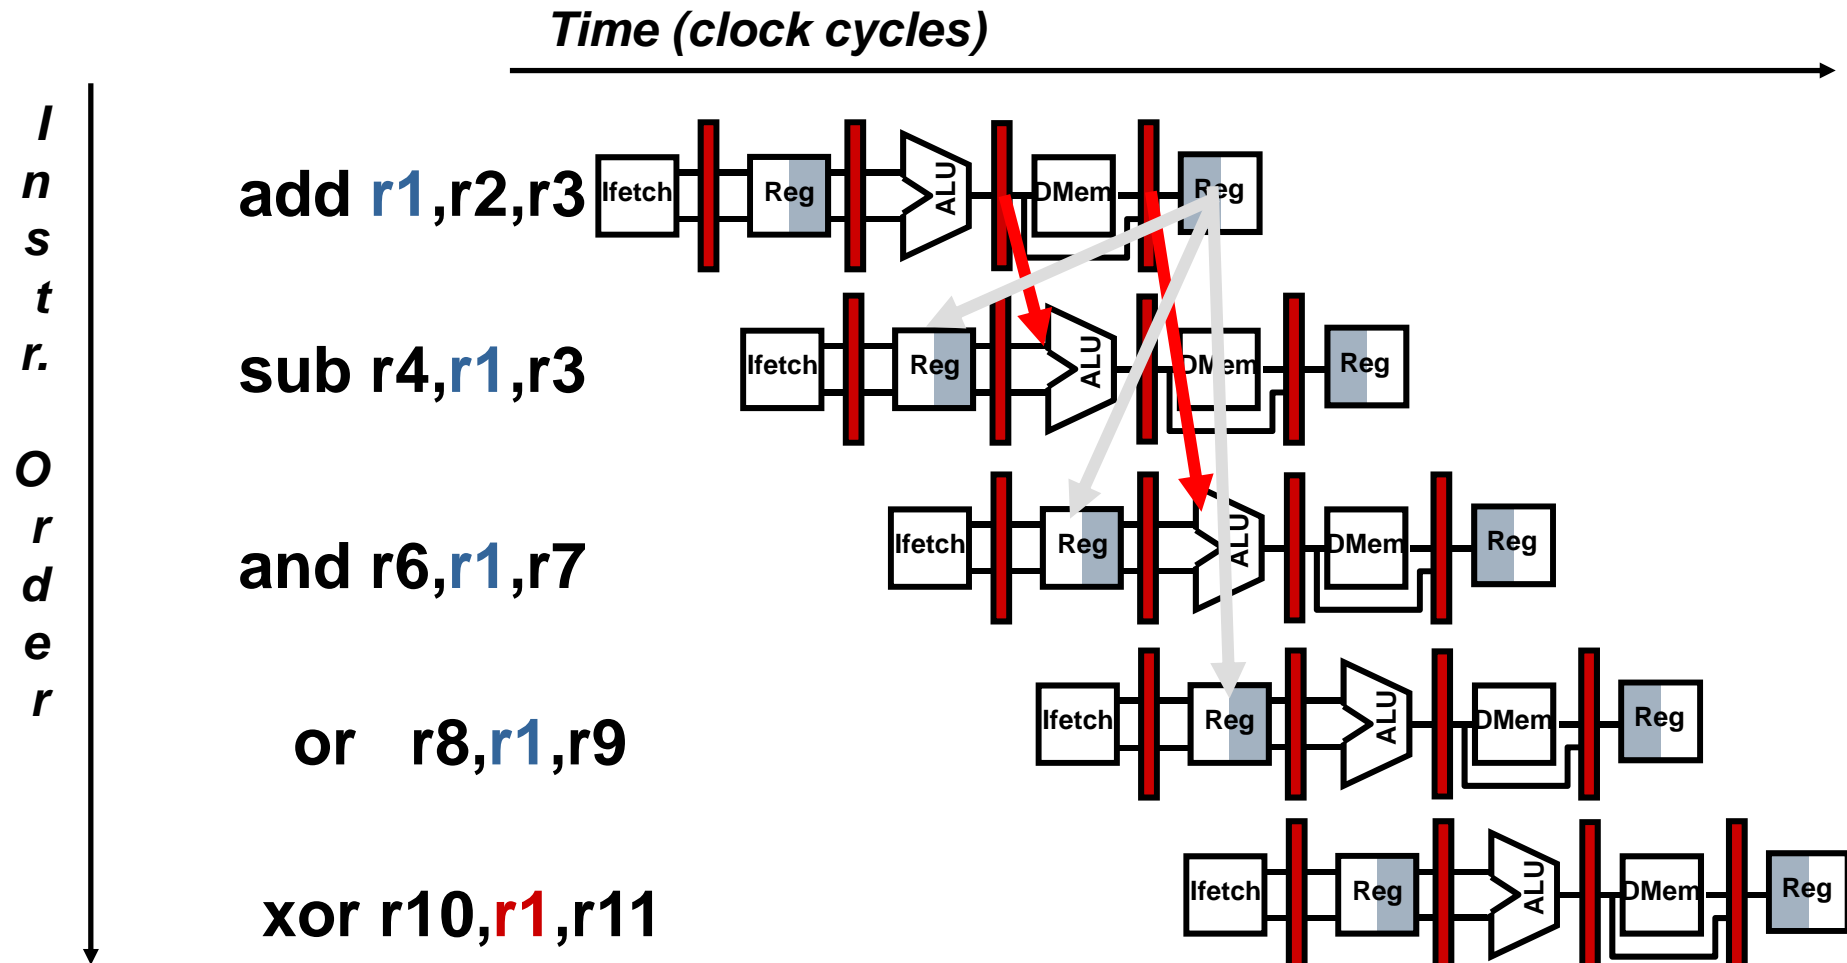 Time (clock cycles)
Instr. Order
add r1,r2,r3 Ifetch Reg ALU DMem Reg
sub r4,r1,r3 Ifetch Reg ALU DMem Reg
and r6,r1,r7 Ifetch Reg ALU DMem Reg
or r8,r1,r9 Ifetch Reg ALU DMem Reg
xor r10,r1,r11 Ifetch Reg ALU DMem Reg